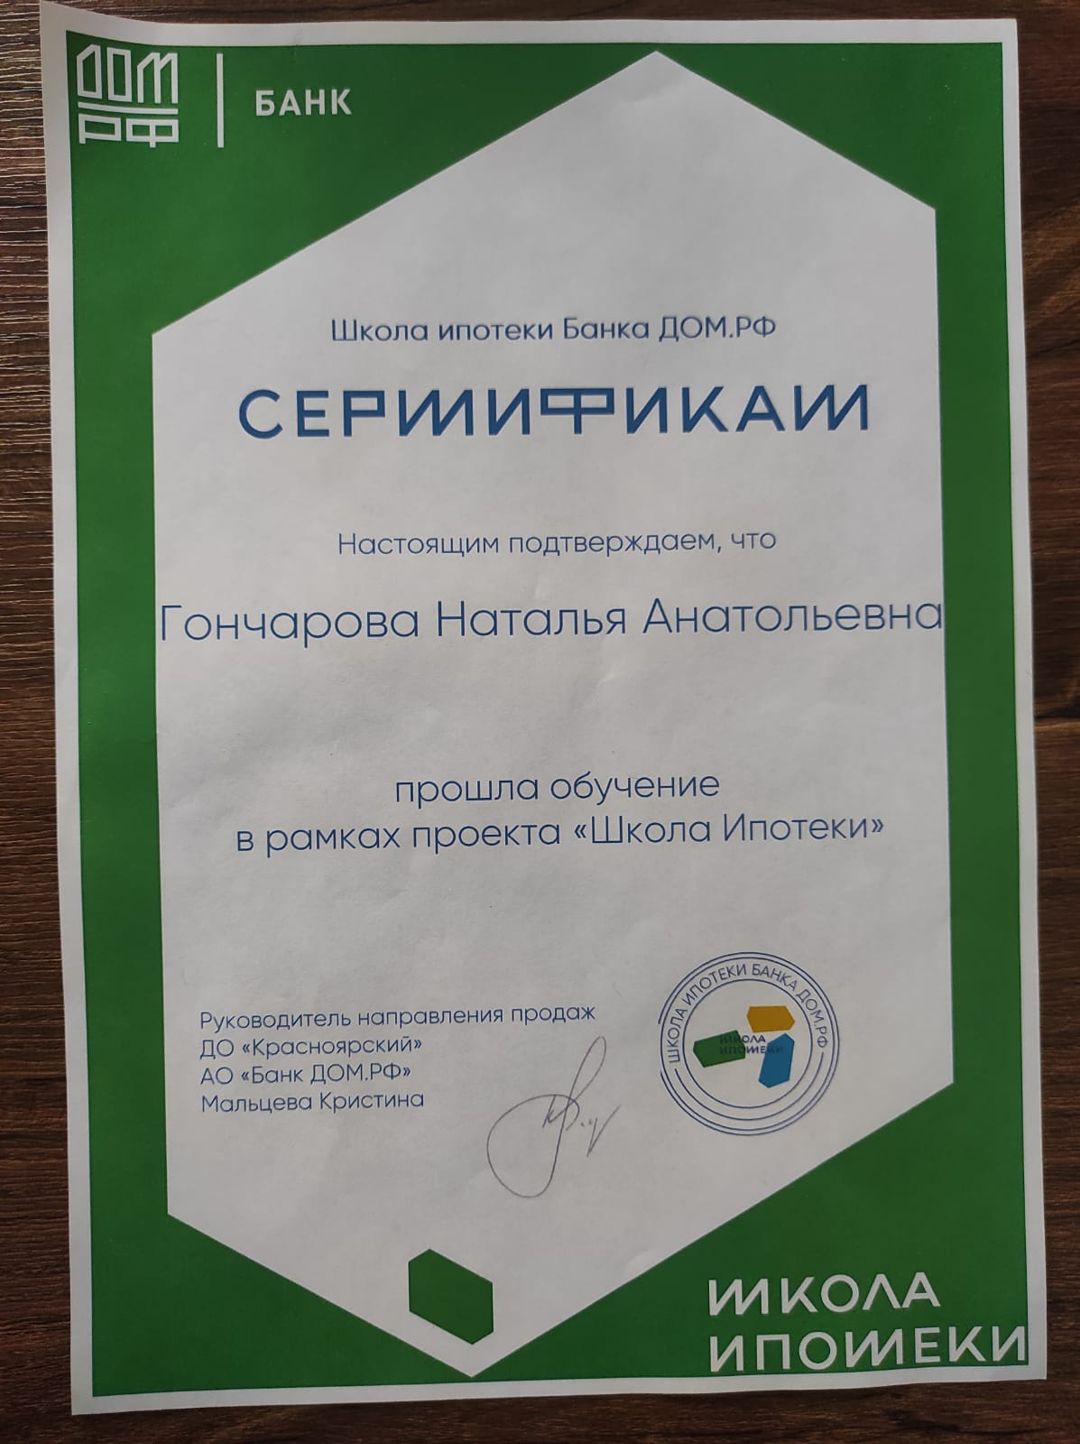 ДОМ
РФ
БАНК
Школа ипотеки Банка ДОМ.РФ
СЕРТИФИКАТ
Настоящим подтверждаем, что
Гончарова Наталья Анатольевна
прошла обучение
в рамках проекта «Школа Ипотеки»
Руководитель направления продаж
ДО «Красноярский»
АО «Банк ДОМ.РФ»
Мальцева Кристина
ШКОЛА ИПОТЕКИ БАНКА ДОМ.РФ
ШКОЛА
ИПОТЕКИ
ШКОЛА
ИПОТЕКИ